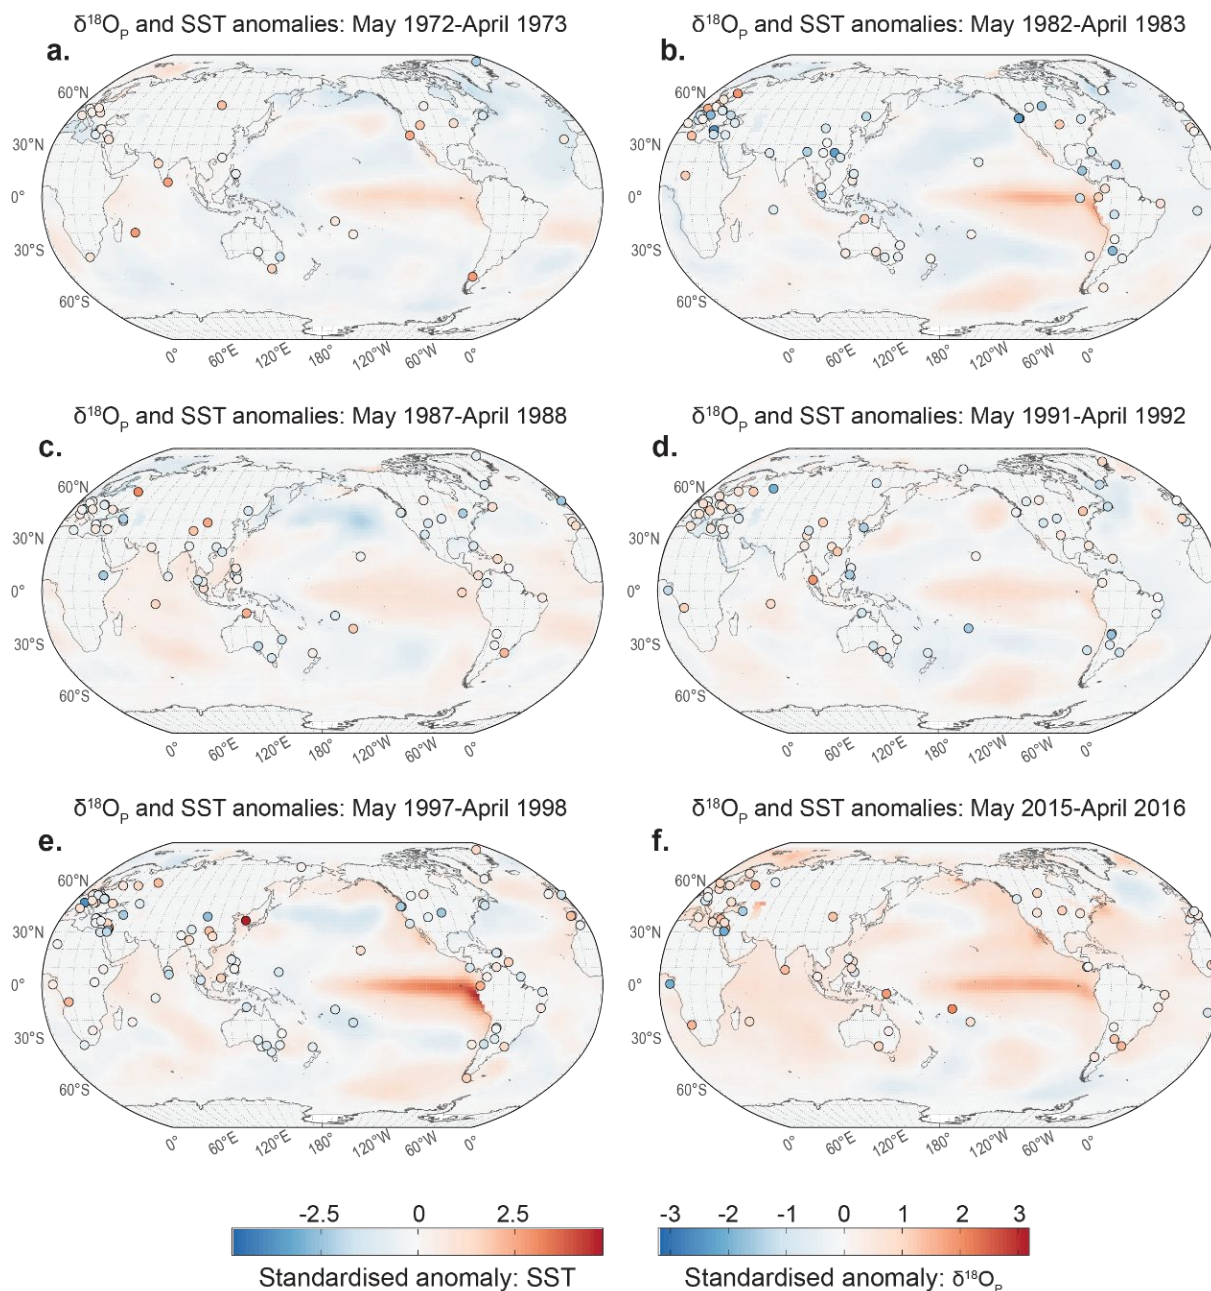 δ¹⁸Oₚ and SST anomalies: May 1972-April 1973
a.
60°N
30°N
0°
30°S
60°S
0°
60°E
120°E
180°
120°W
60°W
0°
δ¹⁸Oₚ and SST anomalies: May 1982-April 1983
b.
60°N
30°N
0°
30°S
60°S
0°
60°E
120°E
180°
120°W
60°W
0°
δ¹⁸Oₚ and SST anomalies: May 1987-April 1988
c.
60°N
30°N
0°
30°S
60°S
0°
60°E
120°E
180°
120°W
60°W
0°
δ¹⁸Oₚ and SST anomalies: May 1991-April 1992
d.
60°N
30°N
0°
30°S
60°S
0°
60°E
120°E
180°
120°W
60°W
0°
δ¹⁸Oₚ and SST anomalies: May 1997-April 1998
e.
60°N
30°N
0°
30°S
60°S
0°
60°E
120°E
180°
120°W
60°W
0°
δ¹⁸Oₚ and SST anomalies: May 2015-April 2016
f.
60°N
30°N
0°
30°S
60°S
0°
60°E
120°E
180°
120°W
60°W
0°
-2.5 0 2.5
Standardised anomaly: SST
-3 -2 -1 0 1 2 3
Standardised anomaly: δ¹⁸Oₚ